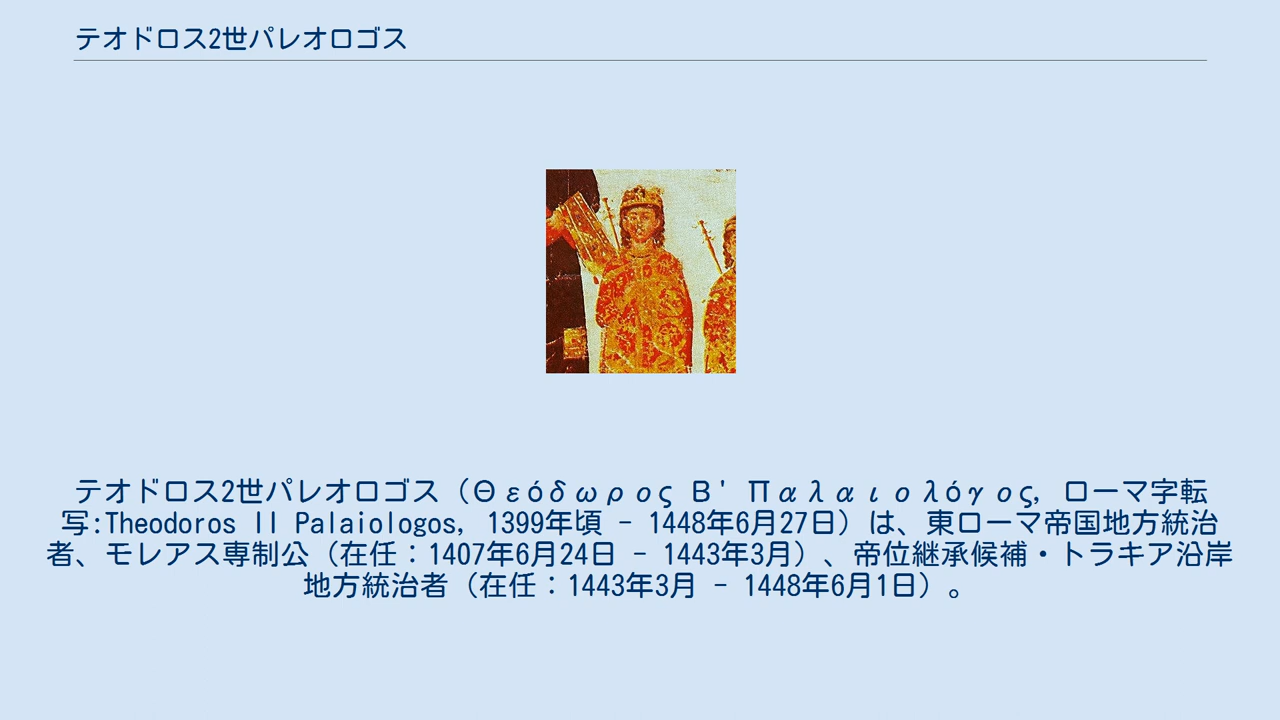 テオドロス2世パレオロゴス
テオドロス2世パレオロゴス（Θεόδωρος Β' Παλαιολόγος, ローマ字転
写:Theodoros II Palaiologos, 1399年頃 - 1448年6月27日）は、東ローマ帝国地方統治
者、モレアス専制公（在任：1407年6月24日 - 1443年3月）、帝位継承候補・トラキア沿岸
地方統治者（在任：1443年3月 - 1448年6月1日）。